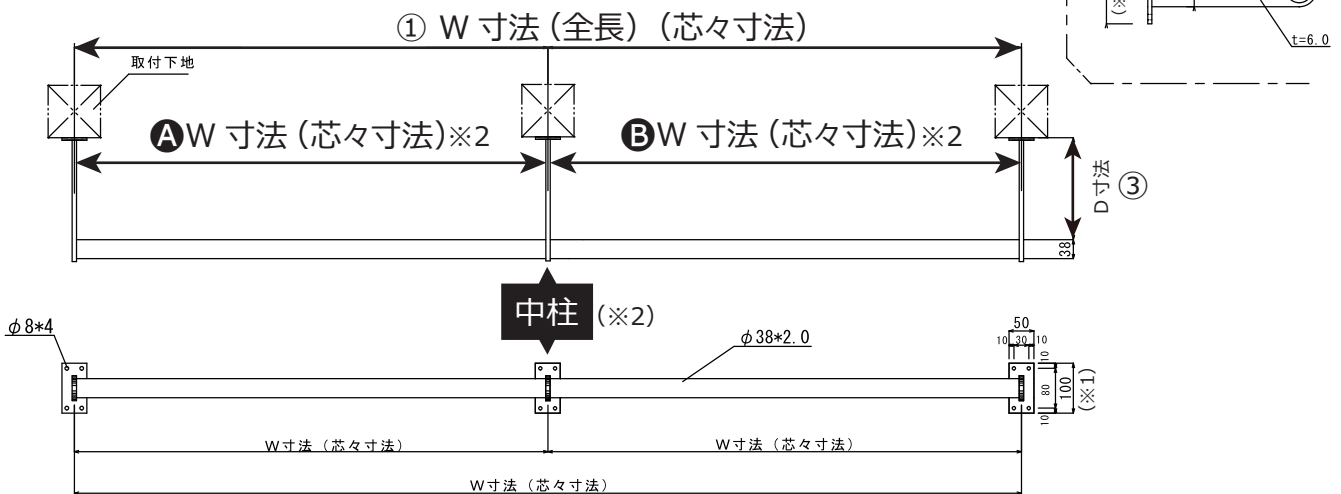 ① W 寸法 (全長) (芯々寸法)
(※
t=6.0
取付下地
ⒶW 寸法 (芯々寸法)※2
ⒷW 寸法 (芯々寸法)※2
D寸法 ③
38
中柱 (※2)
φ8*4
φ38*2.0
50
10 30 10
10
80
100
(※1)
10
W寸法 (芯々寸法)
W寸法 (芯々寸法)
W寸法 (芯々寸法)